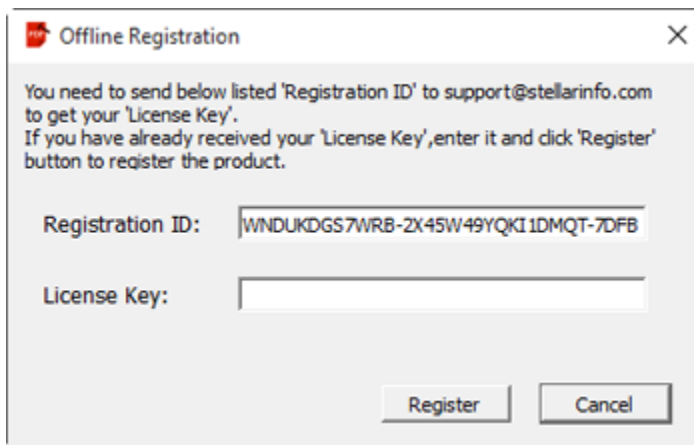 Offline Registration
You need to send below listed 'Registration ID' to support@stellarinfo.com
to get your 'License Key'.
If you have already received your 'License Key',enter it and click 'Register'
button to register the product.
Registration ID: WNDUKDGS7WRB-2X45W49YQKI1DMQT-7DFB
License Key:
Register Cancel